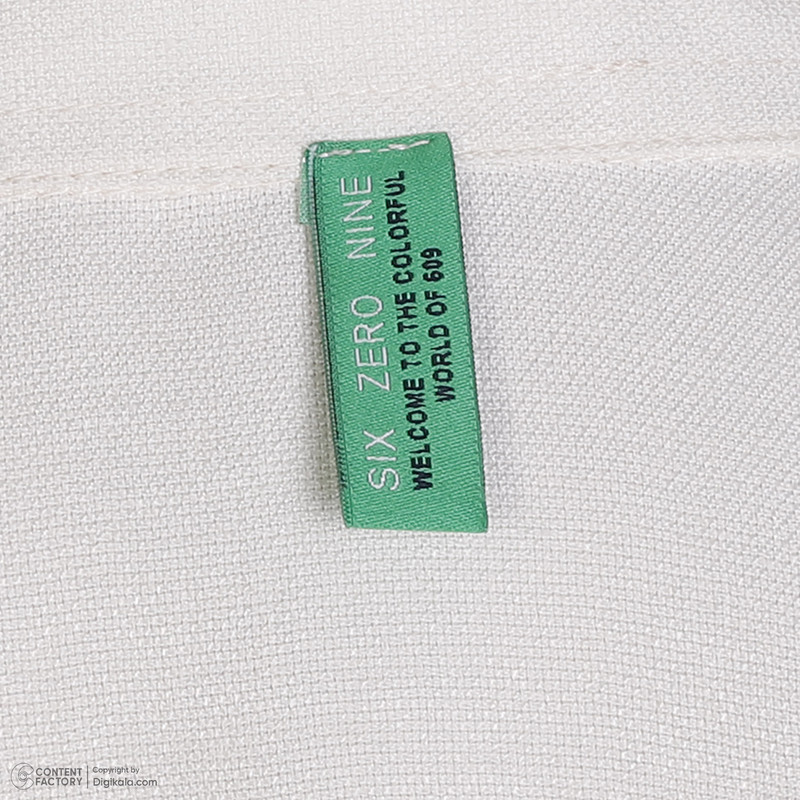 SIX ZERO NINE
WELCOME TO THE COLORFUL
WORLD OF 609
CONTENT
FACTORY
Copyright by
Digikala.com